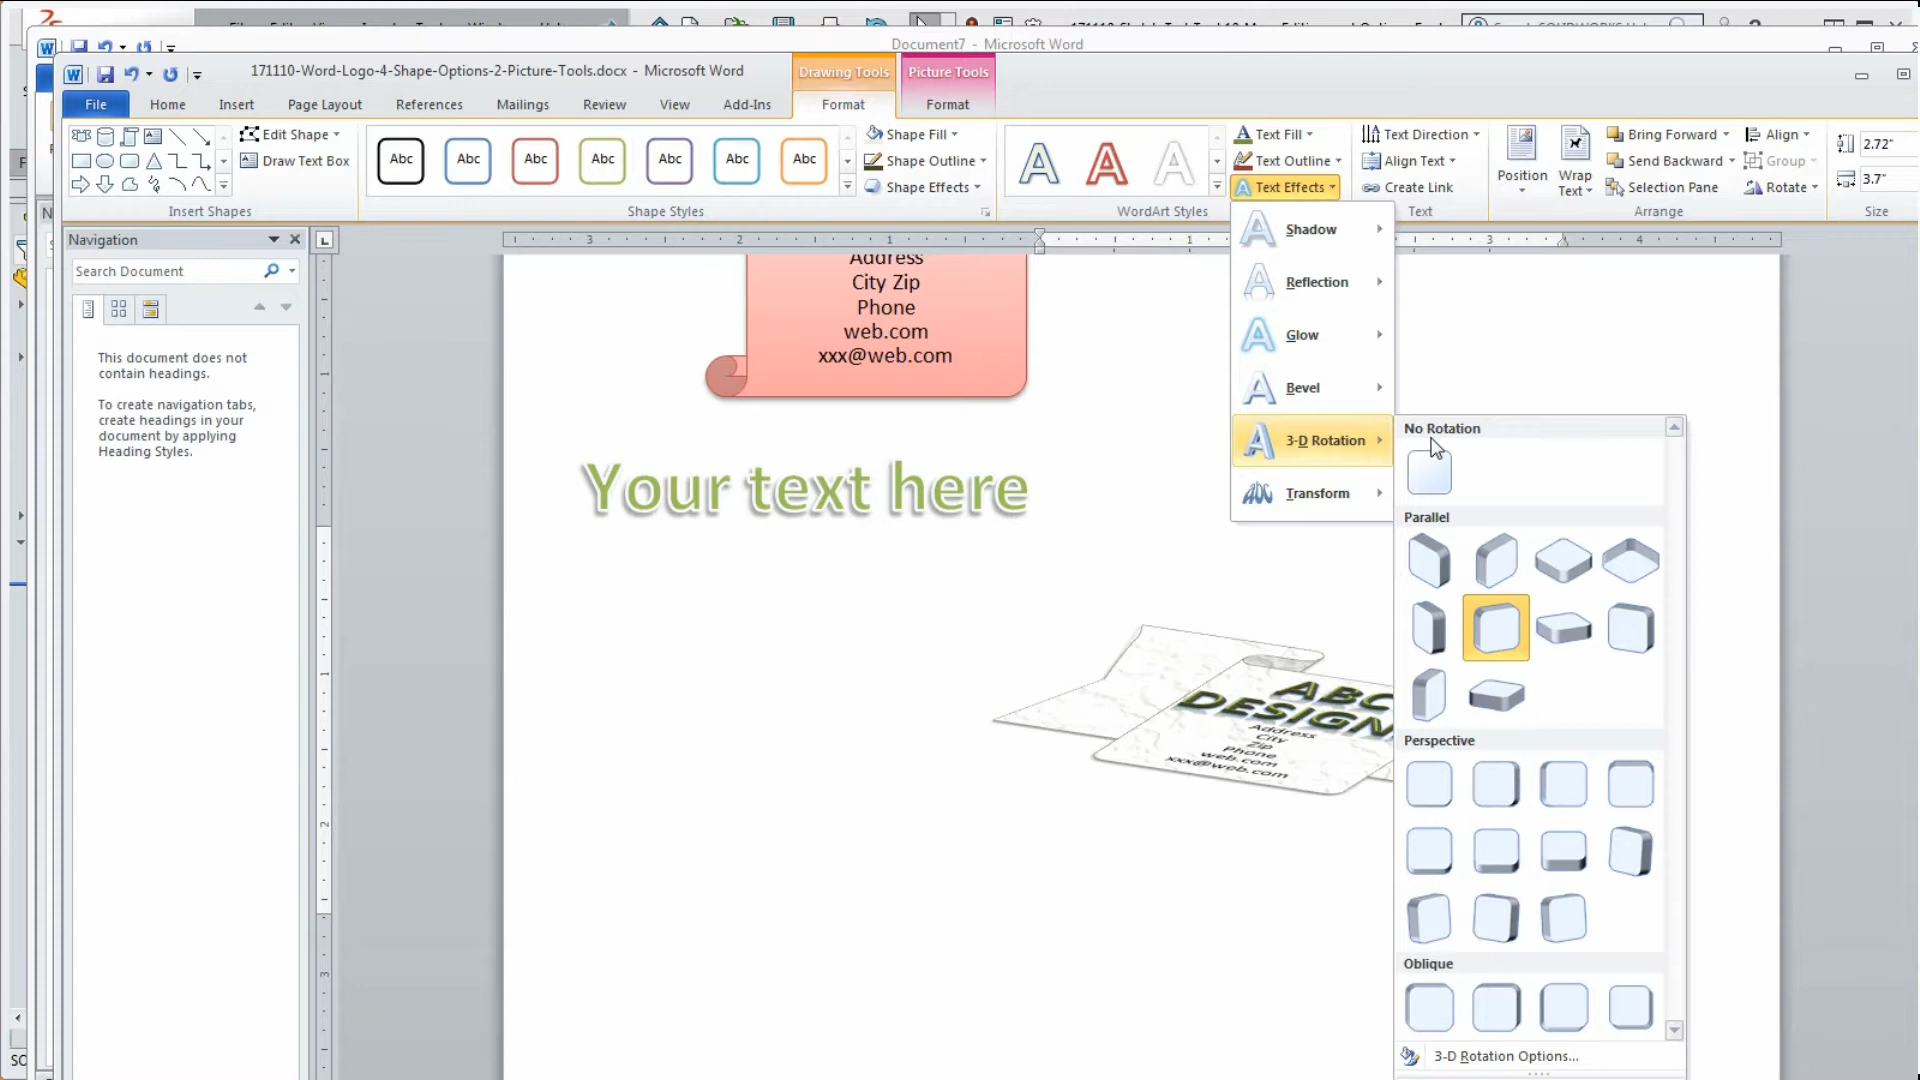 Document7 - Microsoft Word
171110-Word-Logo-4-Shape-Options-2-Picture-Tools.docx - Microsoft Word
Drawing Tools
Picture Tools
File
Home
Insert
Page Layout
References
Mailings
Review
View
Add-Ins
Format
Format
Edit Shape
Draw Text Box
Insert Shapes
Abc Abc Abc Abc Abc Abc Abc
Shape Styles
Shape Fill
Shape Outline
Shape Effects
WordArt Styles
Text Fill
Text Outline
Text Effects
Text Direction
Align Text
Create Link
Text
Position
Wrap
Text
Bring Forward
Send Backward
Selection Pane
Align
Group
Rotate
Arrange
2.72"
3.7"
Size
Navigation
Search Document
This document does not
contain headings.
To create navigation tabs,
create headings in your
document by applying
Heading Styles.
3 2 1 1 3 4
Address
City Zip
Phone
web.com
xxx@web.com
Your text here
ABC
DESIGN
Address
City
Zip
Phone
web.com
xxx@web.com
Shadow
Reflection
Glow
Bevel
3-D Rotation
Transform
No Rotation
Parallel
Perspective
Oblique
3-D Rotation Options...